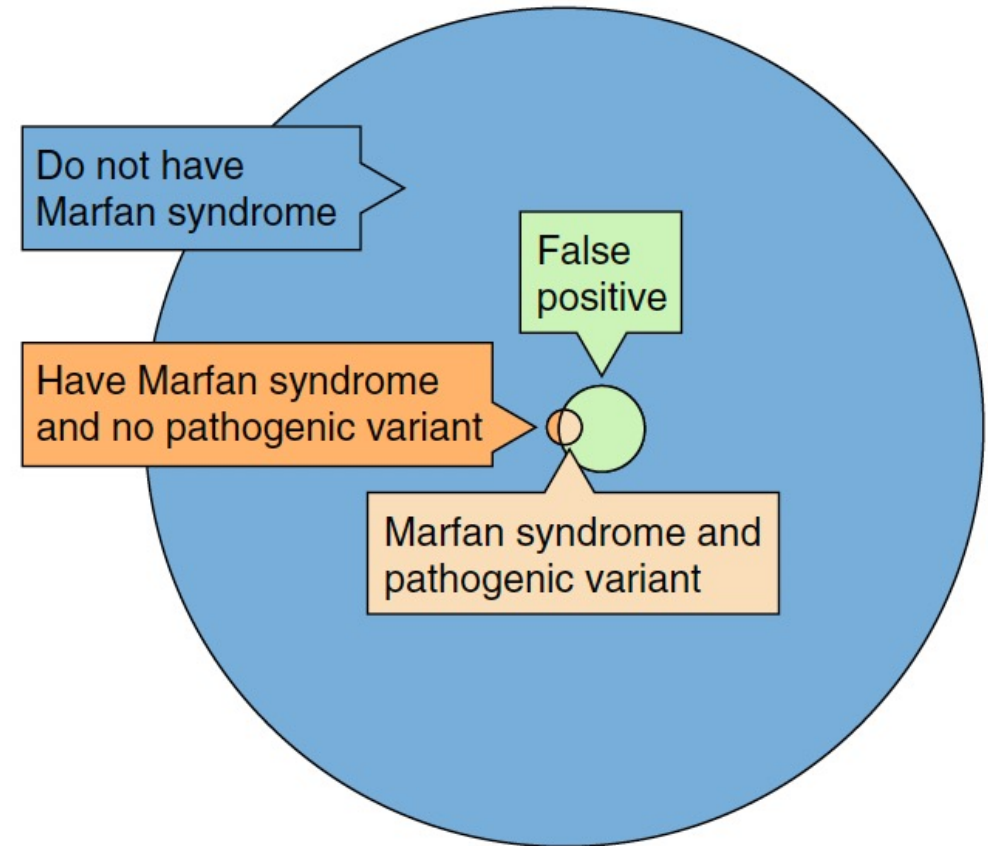 Do not have
Marfan syndrome
False
positive
Have Marfan syndrome
and no pathogenic variant
Marfan syndrome and
pathogenic variant